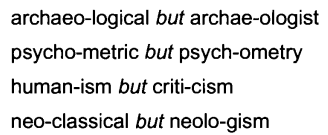 archaeo-logical but archae-ologist
psycho-metric but psych-ometry
human-ism but criti-cism
neo-classical but neolo-gism